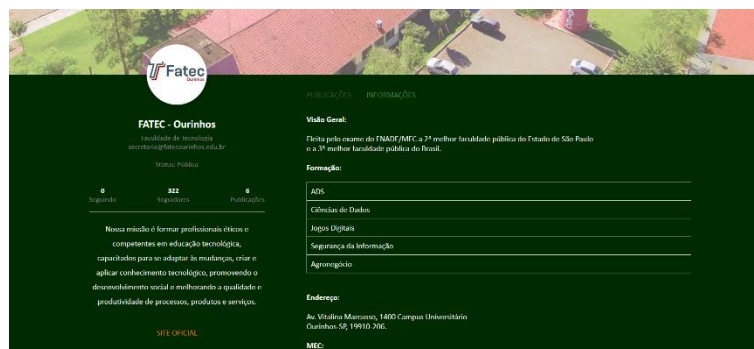 Fatec
Ourinhos
FATEC - Ourinhos
Faculdade de Tecnologia
secretaria@fatecourinhos.edu.br
Status: Pública
0
Seguindo
322
Seguidores
6
Publicações
Nossa missão é formar profissionais éticos e
competentes em educação tecnológica,
capacitados para se adaptar às mudanças, criar e
aplicar conhecimento tecnológico, promovendo o
desenvolvimento social e melhorando a qualidade e
produtividade de processos, produtos e serviços.
SITE OFICIAL
PUBLICAÇÕES INFORMAÇÕES
Visão Geral:
Eleita pelo exame do ENADE/MEC a 2ª melhor faculdade pública do Estado de São Paulo
e a 3ª melhor faculdade pública do Brasil.
Formação:
ADS
Ciências de Dados
Jogos Digitais
Segurança da Informação
Agronegócio
Endereço:
Av. Vitalina Marcusso, 1400 Campus Universitário
Ourinhos-SP, 19910-206.
MEC: